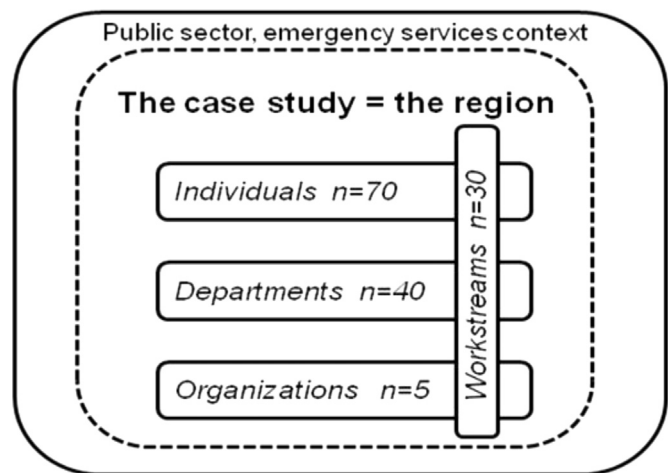 Public sector, emergency services context
The case study = the region
Individuals n=70
Departments n=40
Organizations n=5
Workstreams n=30